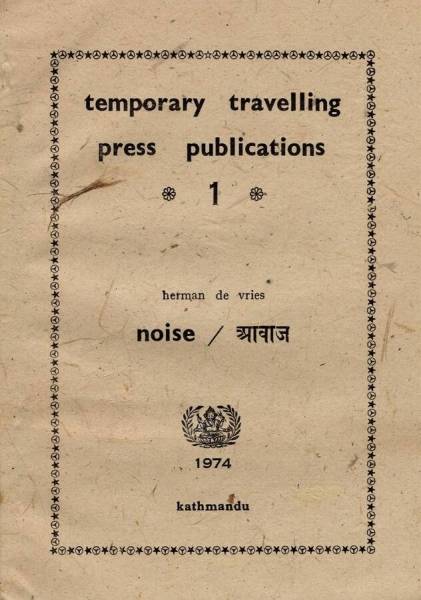 temporary travelling
press publications
1
herman de vries
noise / आवाज
1974
kathmandu